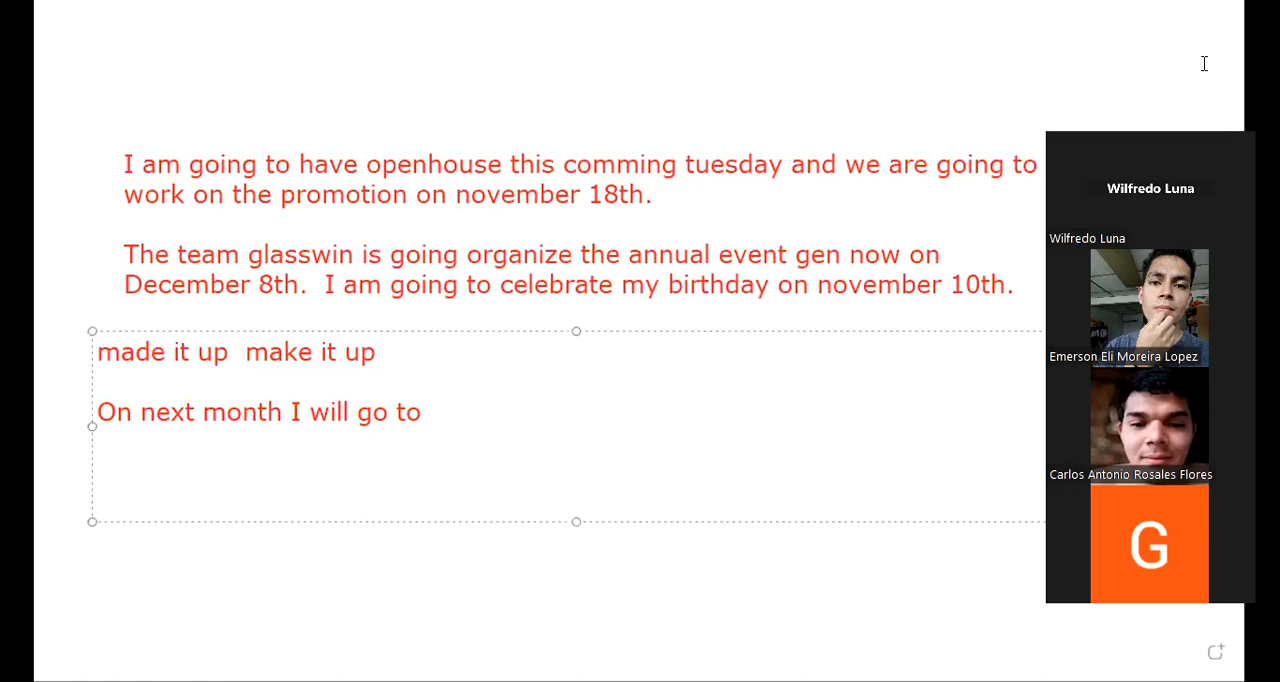 I am going to have openhouse this comming tuesday and we are going to
work on the promotion on november 18th.
The team glasswin is going organize the annual event gen now on
December 8th.  I am going to celebrate my birthday on november 10th.
made it up  make it up
On next month I will go to
Wilfredo Luna
Wilfredo Luna
Emerson Eli Moreira Lopez
Carlos Antonio Rosales Flores
G